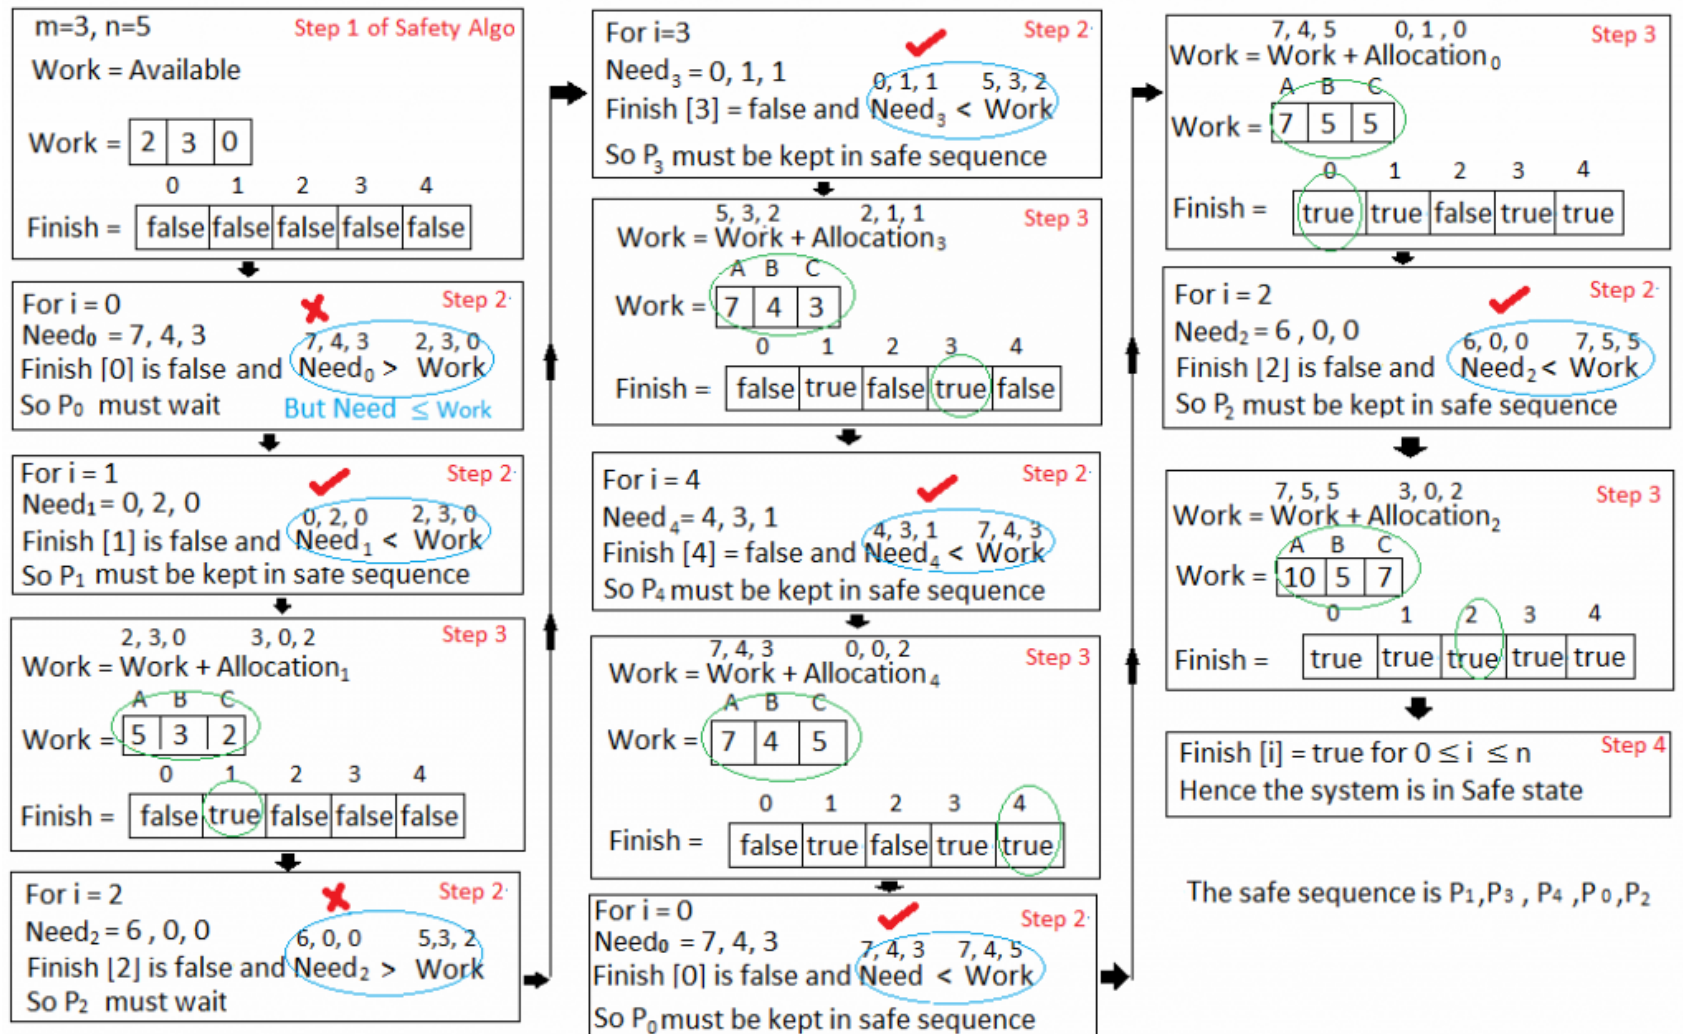 m=3, n=5 Step 1 of Safety Algo
Work = Available
Work = 2 3 0
0 1 2 3 4
Finish = false false false false false
For i = 0 Step 2
Need₀ = 7, 4, 3
7, 4, 3 2, 3, 0
Finish [0] is false and Need₀ > Work
So P₀ must wait But Need ≤ Work
For i = 1 Step 2
Need₁ = 0, 2, 0
0, 2, 0 2, 3, 0
Finish [1] is false and Need₁ < Work
So P₁ must be kept in safe sequence
2, 3, 0 3, 0, 2 Step 3
Work = Work + Allocation₁
A B C
Work = 5 3 2
0 1 2 3 4
Finish = false true false false false
For i = 2 Step 2
Need₂ = 6 , 0, 0
6, 0, 0 5,3, 2
Finish [2] is false and Need₂ > Work
So P₂ must wait
For i=3 Step 2
Need₃ = 0, 1, 1
0, 1, 1 5, 3, 2
Finish [3] = false and Need₃ < Work
So P₃ must be kept in safe sequence
5, 3, 2 2, 1, 1 Step 3
Work = Work + Allocation₃
A B C
Work = 7 4 3
0 1 2 3 4
Finish = false true false true false
For i = 4 Step 2
Need₄ = 4, 3, 1
4, 3, 1 7, 4, 3
Finish [4] = false and Need₄ < Work
So P₄ must be kept in safe sequence
7, 4, 3 0, 0, 2 Step 3
Work = Work + Allocation₄
A B C
Work = 7 4 5
0 1 2 3 4
Finish = false true false true true
For i = 0 Step 2
Need₀ = 7, 4, 3
7, 4, 3 7, 4, 5
Finish [0] is false and Need < Work
So P₀ must be kept in safe sequence
7, 4, 5 0, 1 , 0 Step 3
Work = Work + Allocation₀
A B C
Work = 7 5 5
0 1 2 3 4
Finish = true true false true true
For i = 2 Step 2
Need₂ = 6 , 0, 0
6, 0, 0 7, 5, 5
Finish [2] is false and Need₂ < Work
So P₂ must be kept in safe sequence
7, 5, 5 3, 0, 2 Step 3
Work = Work + Allocation₂
A B C
Work = 10 5 7
0 1 2 3 4
Finish = true true true true true
Finish [i] = true for 0 ≤ i ≤ n Step 4
Hence the system is in Safe state
The safe sequence is P₁,P₃ , P₄ ,P₀ ,P₂